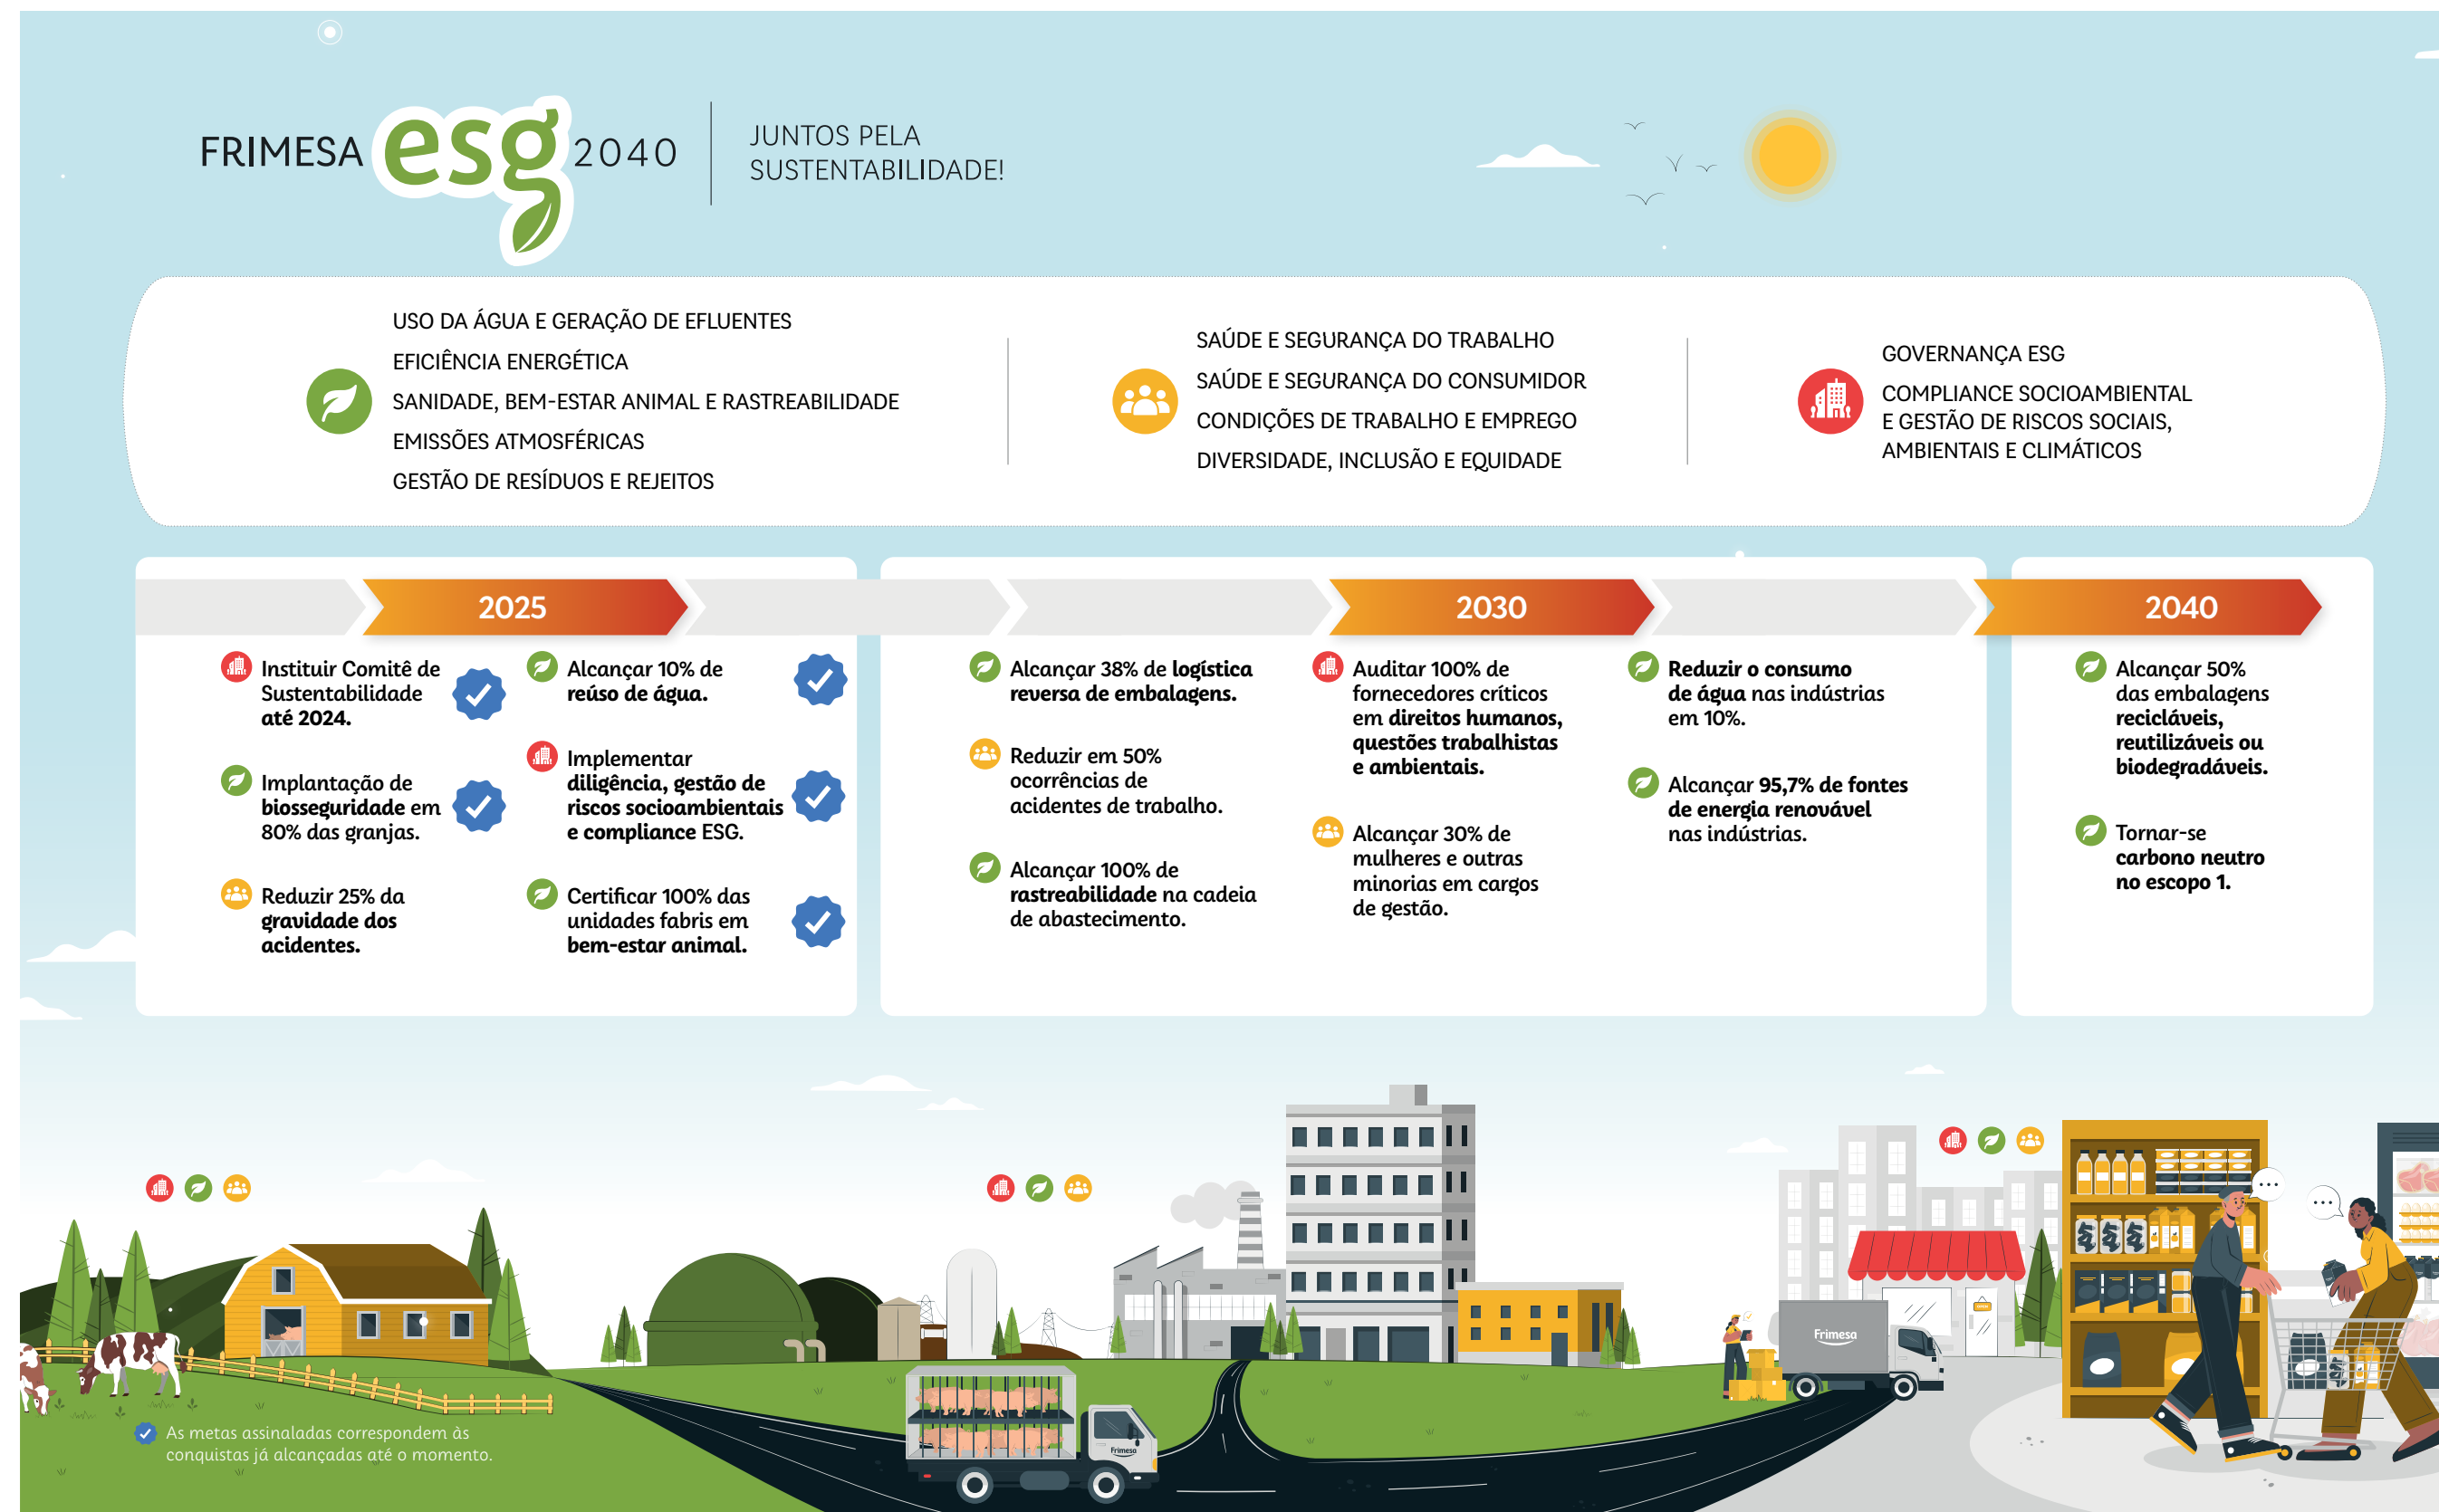 FRIMESA esg 2040
JUNTOS PELA
SUSTENTABILIDADE!
USO DA ÁGUA E GERAÇÃO DE EFLUENTES
EFICIÊNCIA ENERGÉTICA
SANIDADE, BEM-ESTAR ANIMAL E RASTREABILIDADE
EMISSÕES ATMOSFÉRICAS
GESTÃO DE RESÍDUOS E REJEITOS
SAÚDE E SEGURANÇA DO TRABALHO
SAÚDE E SEGURANÇA DO CONSUMIDOR
CONDIÇÕES DE TRABALHO E EMPREGO
DIVERSIDADE, INCLUSÃO E EQUIDADE
GOVERNANÇA ESG
COMPLIANCE SOCIOAMBIENTAL
E GESTÃO DE RISCOS SOCIAIS,
AMBIENTAIS E CLIMÁTICOS
2025
Instituir Comitê de
Sustentabilidade
até 2024.
Implantação de
biosseguridade em
80% das granjas.
Reduzir 25% da
gravidade dos
acidentes.
Alcançar 10% de
reúso de água.
Implementar
diligência, gestão de
riscos socioambientais
e compliance ESG.
Certificar 100% das
unidades fabris em
bem-estar animal.
2030
Alcançar 38% de logística
reversa de embalagens.
Reduzir em 50%
ocorrências de
acidentes de trabalho.
Alcançar 100% de
rastreabilidade na cadeia
de abastecimento.
Auditar 100% de
fornecedores críticos
em direitos humanos,
questões trabalhistas
e ambientais.
Alcançar 30% de
mulheres e outras
minorias em cargos
de gestão.
Reduzir o consumo
de água nas indústrias
em 10%.
Alcançar 95,7% de fontes
de energia renovável
nas indústrias.
2040
Alcançar 50%
das embalagens
recicláveis,
reutilizáveis ou
biodegradáveis.
Tornar-se
carbono neutro
no escopo 1.
Frimesa
Frimesa
As metas assinaladas correspondem às
conquistas já alcançadas até o momento.